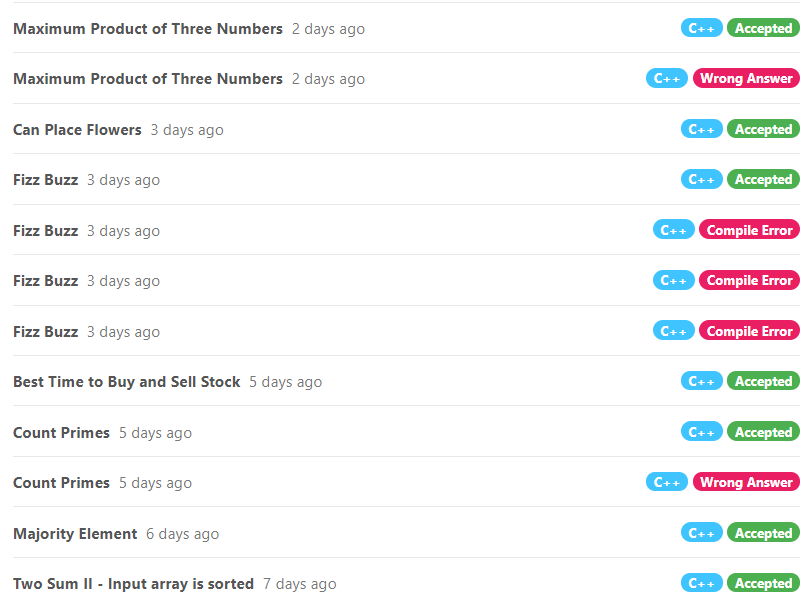 Maximum Product of Three Numbers 2 days ago C++ Accepted
Maximum Product of Three Numbers 2 days ago C++ Wrong Answer
Can Place Flowers 3 days ago C++ Accepted
Fizz Buzz 3 days ago C++ Accepted
Fizz Buzz 3 days ago C++ Compile Error
Fizz Buzz 3 days ago C++ Compile Error
Fizz Buzz 3 days ago C++ Compile Error
Best Time to Buy and Sell Stock 5 days ago C++ Accepted
Count Primes 5 days ago C++ Accepted
Count Primes 5 days ago C++ Wrong Answer
Majority Element 6 days ago C++ Accepted
Two Sum II - Input array is sorted 7 days ago C++ Accepted